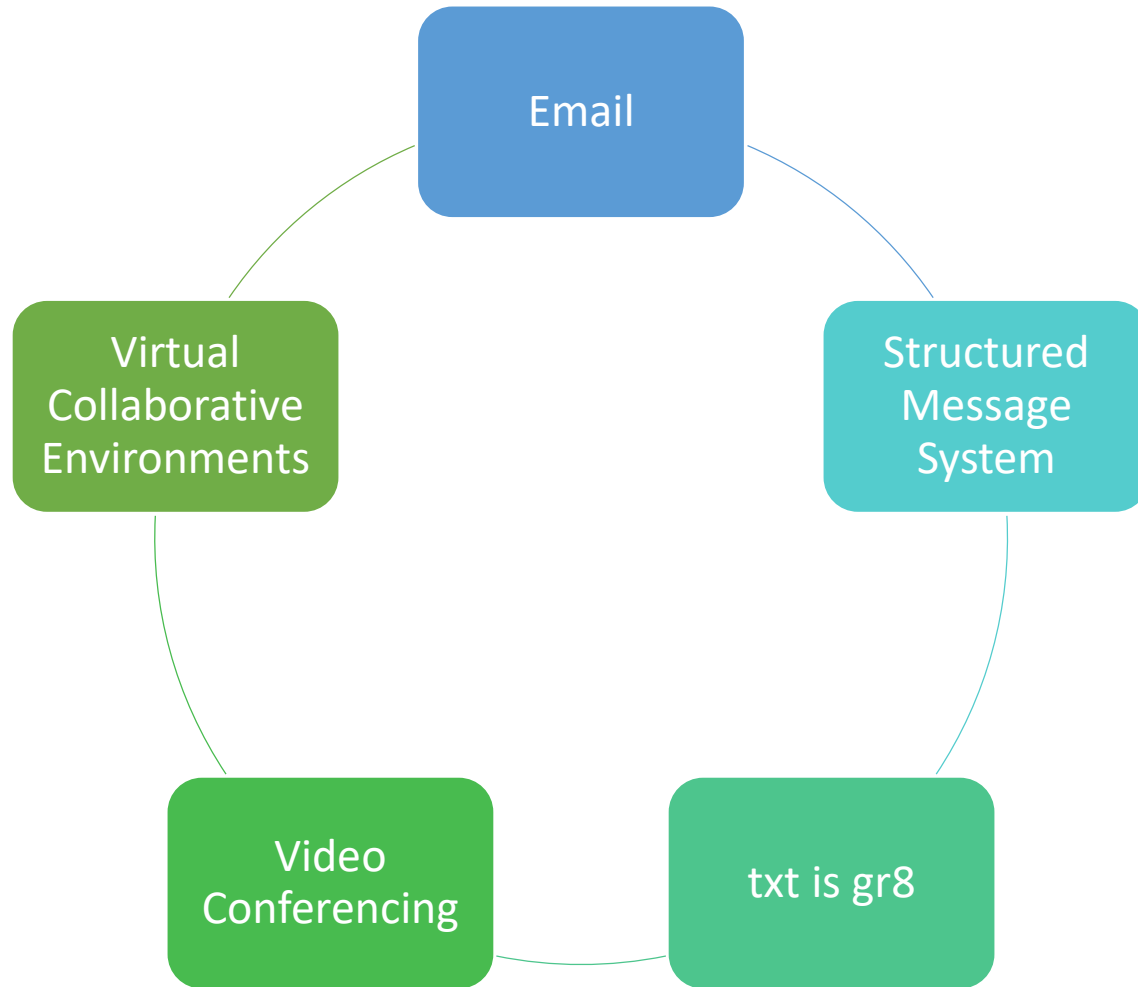 Email
Virtual
Collaborative
Environments
Structured
Message
System
Video
Conferencing
txt is gr8